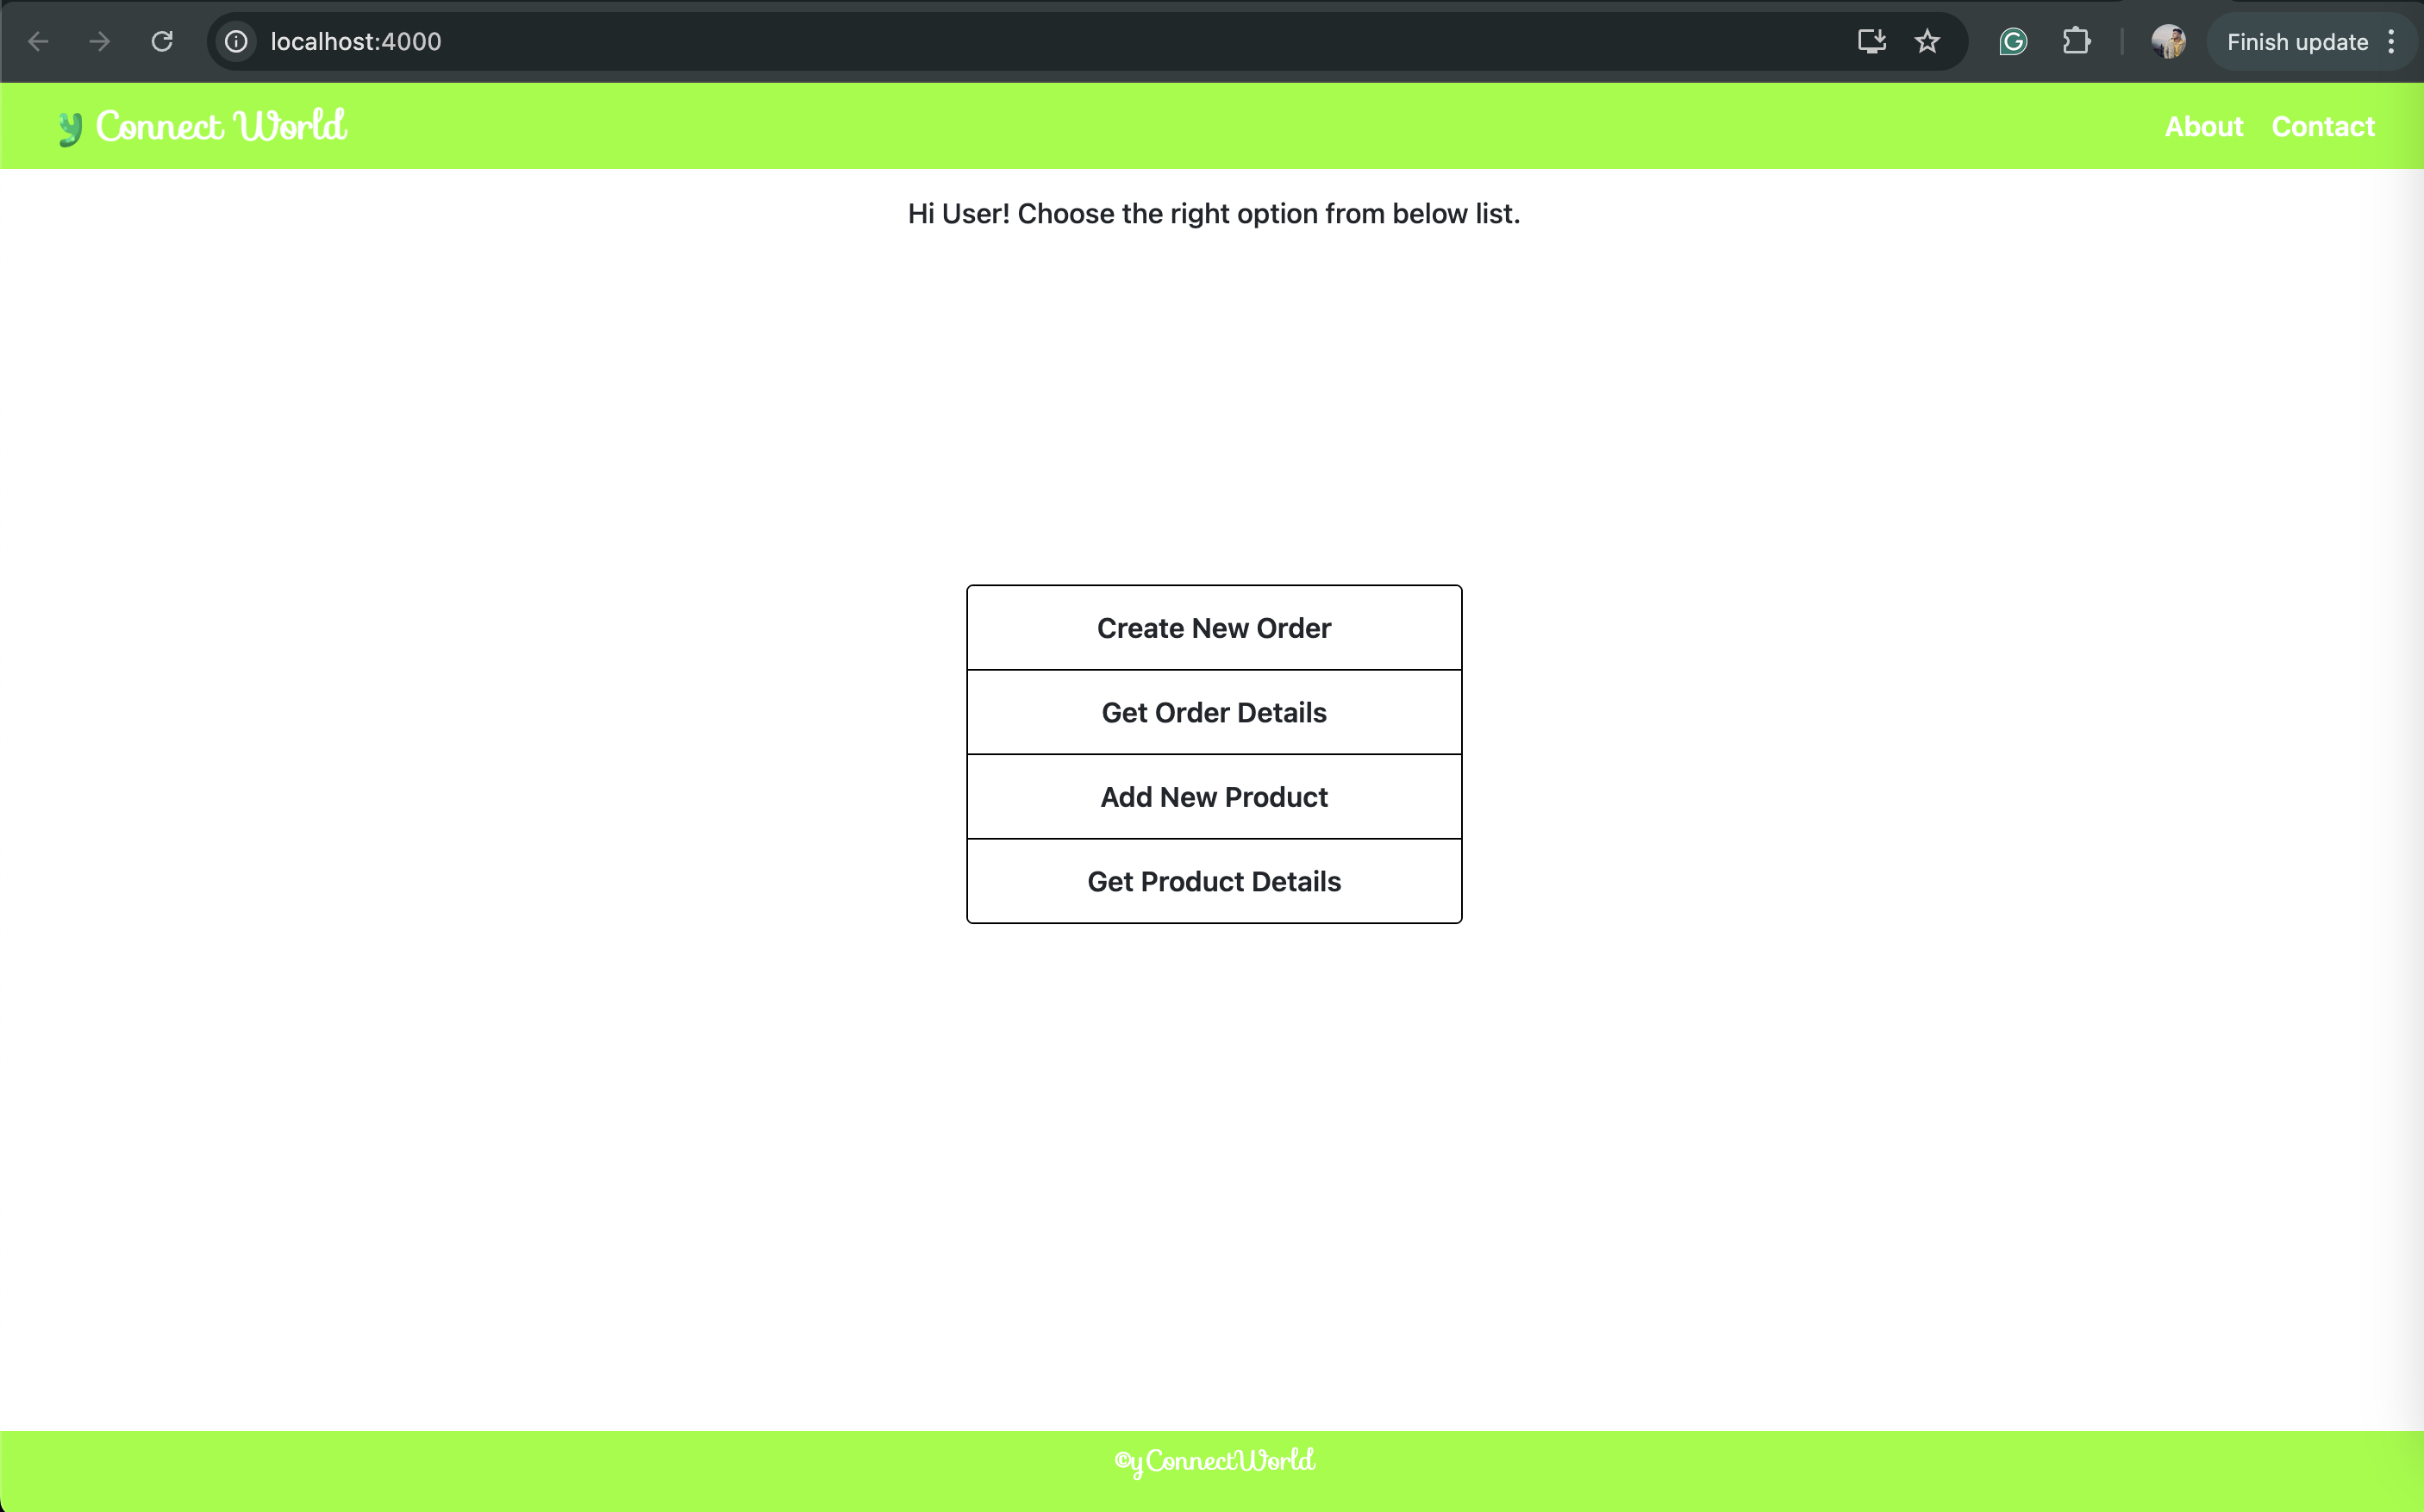 localhost:4000
Finish update
y Connect World
About Contact
Hi User! Choose the right option from below list.
Create New Order
Get Order Details
Add New Product
Get Product Details
©y ConnectWorld